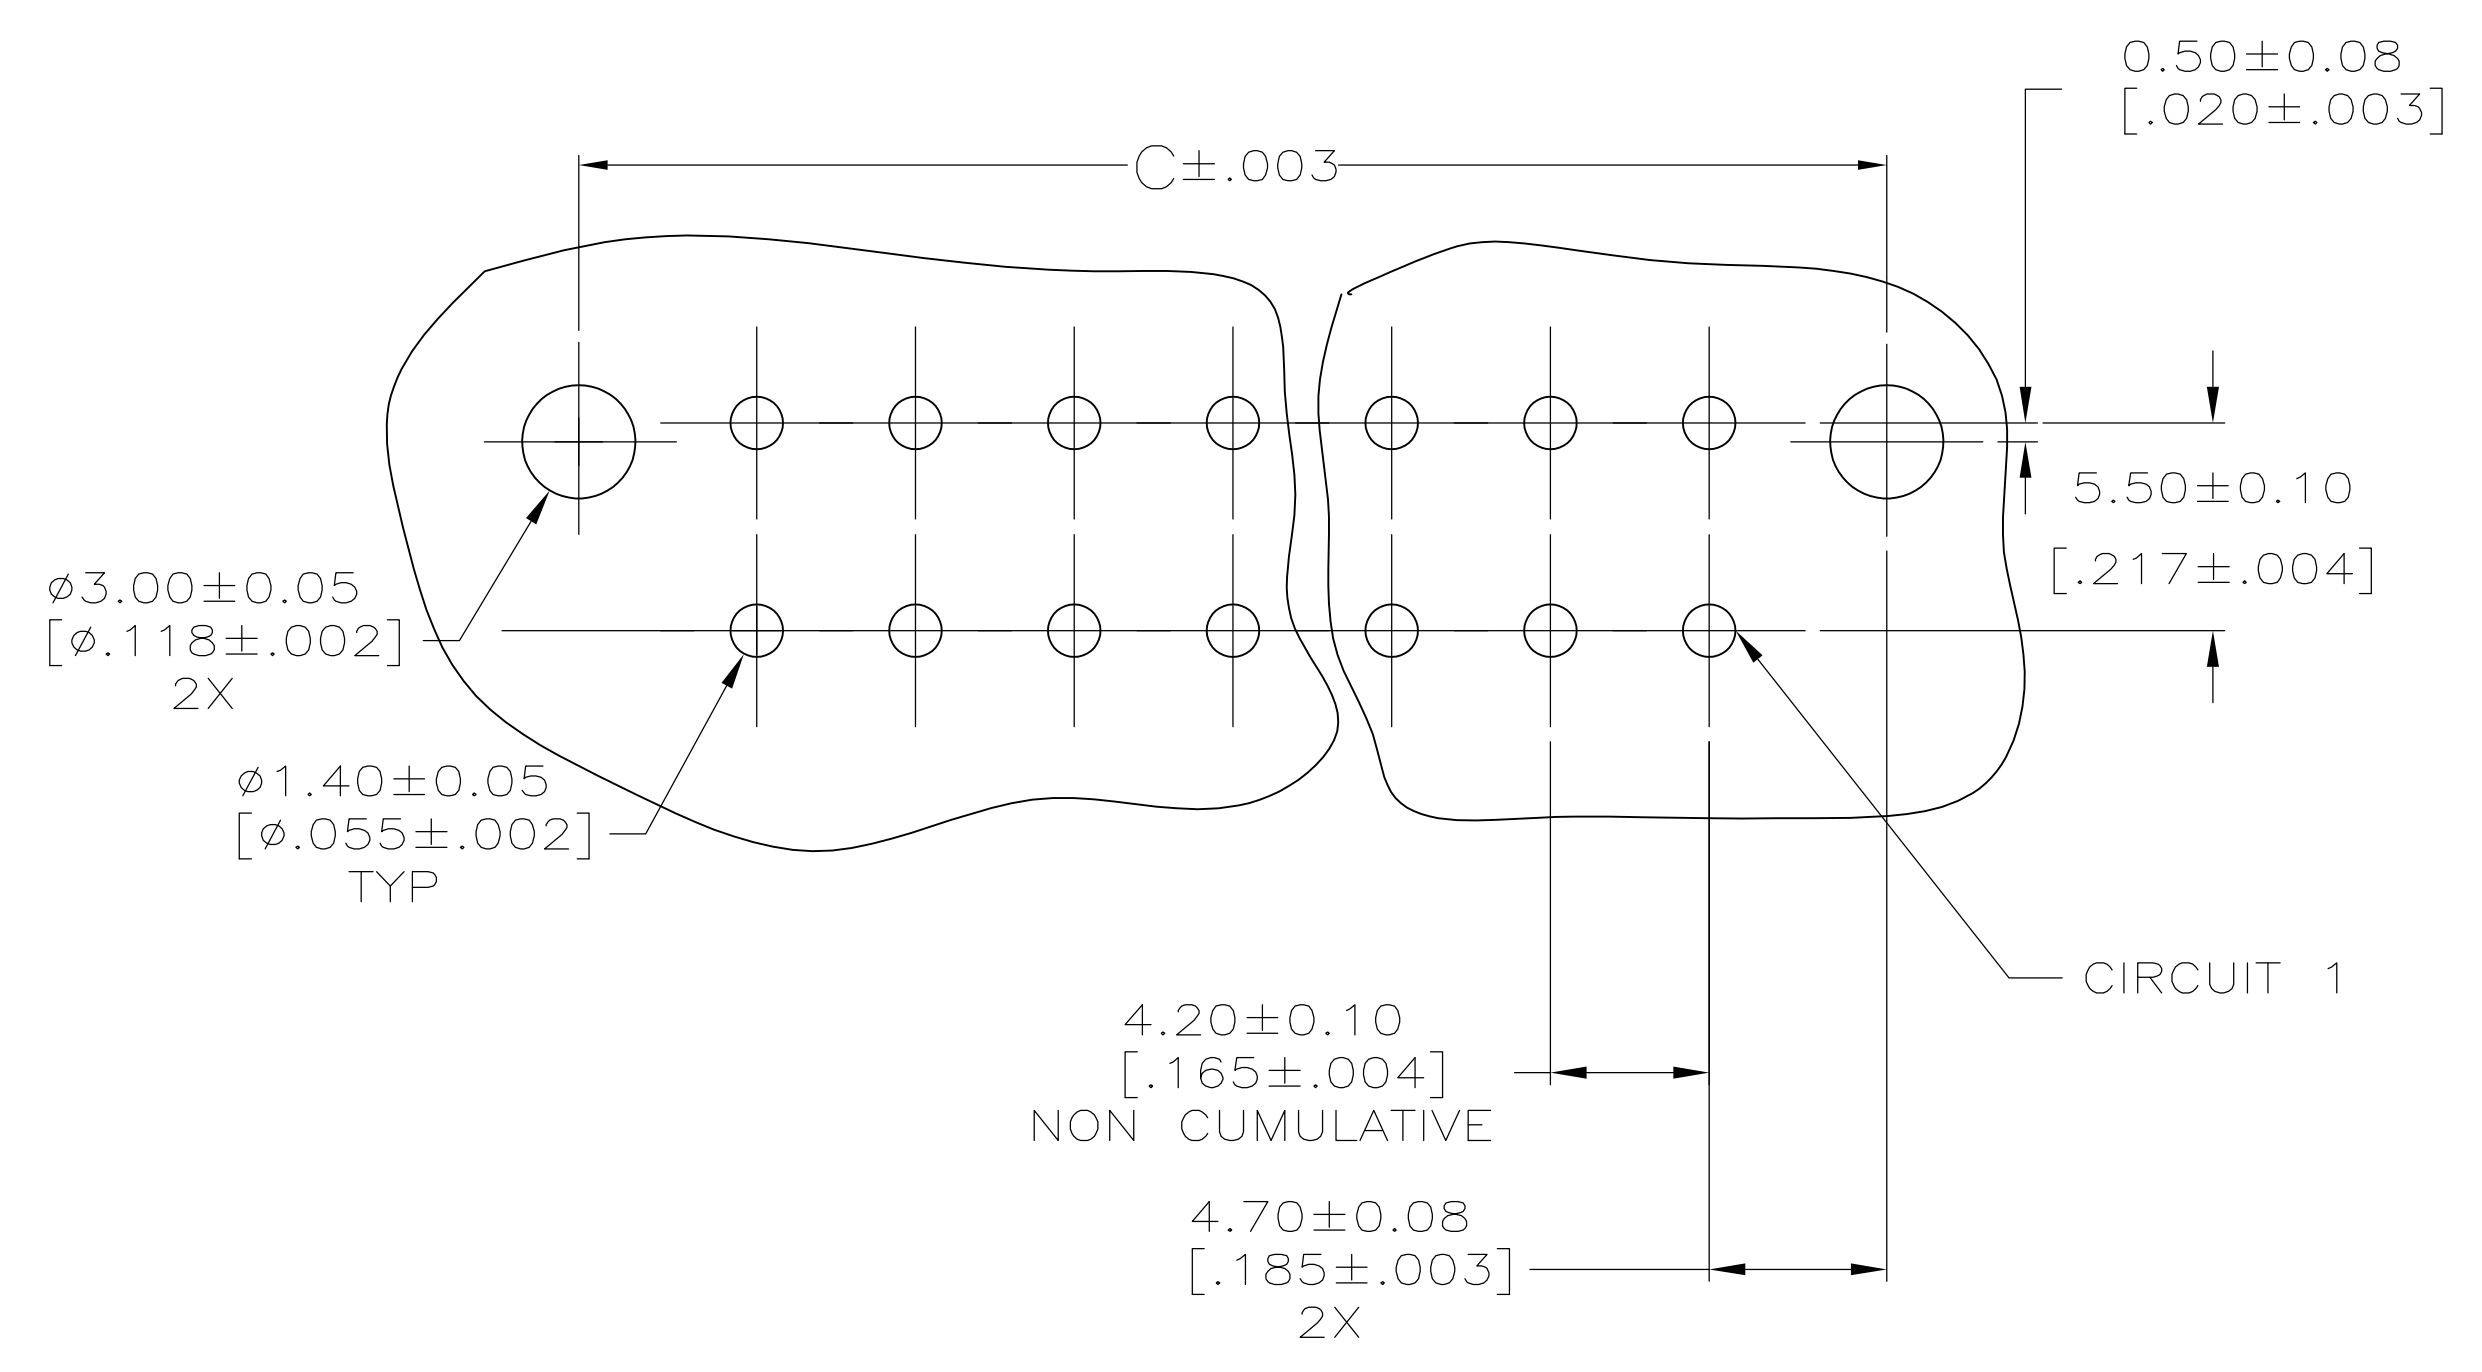 0.50±0.08
[.020±.003]
C±.003
5.50±0.10
[.217±.004]
⌀3.00±0.05
[⌀.118±.002]
2X
⌀1.40±0.05
[⌀.055±.002]
TYP
CIRCUIT 1
4.20±0.10
[.165±.004]
NON CUMULATIVE
4.70±0.08
[.185±.003]
2X